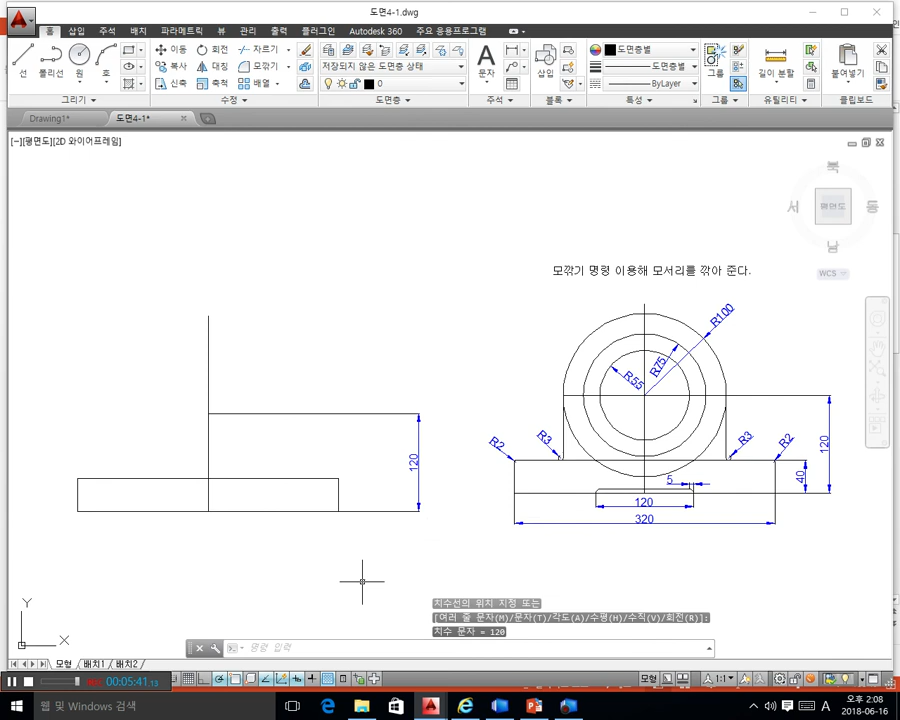 도면4-1.dwg
홈 삽입 주석 배치 파라메트릭 뷰 관리 출력 플러그인 Autodesk 360 주요 응용프로그램
선 폴리선 원 호
이동 회전 자르기
복사 대칭 모깎기
신축 축척 배열
저장되지 않은 도면층 상태
0
문자
삽입
도면층별
도면층별
ByLayer
그룹
길이 분할
붙여넣기
그리기 수정 도면층 주석 블록 특성 그룹 유틸리티 클립보드
Drawing1* 도면4-1*
[−][평면도][2D 와이어프레임]
북
서 평면도 동
남
WCS
모깎기 명령 이용해 모서리를 깎아 준다.
R100
R75
R55
R2 R3 R3 R2
120
40
5
120
320
120
Y
X
치수선의 위치 지정 또는
[여러 줄 문자(M)/문자(T)/각도(A)/수평(H)/수직(V)/회전(R)]:
치수 문자 = 120
명령 입력
모형 배치1 배치2
00:05:41.13
모형 1:1
웹 및 Windows 검색
A 오후 2:08
2018-06-16